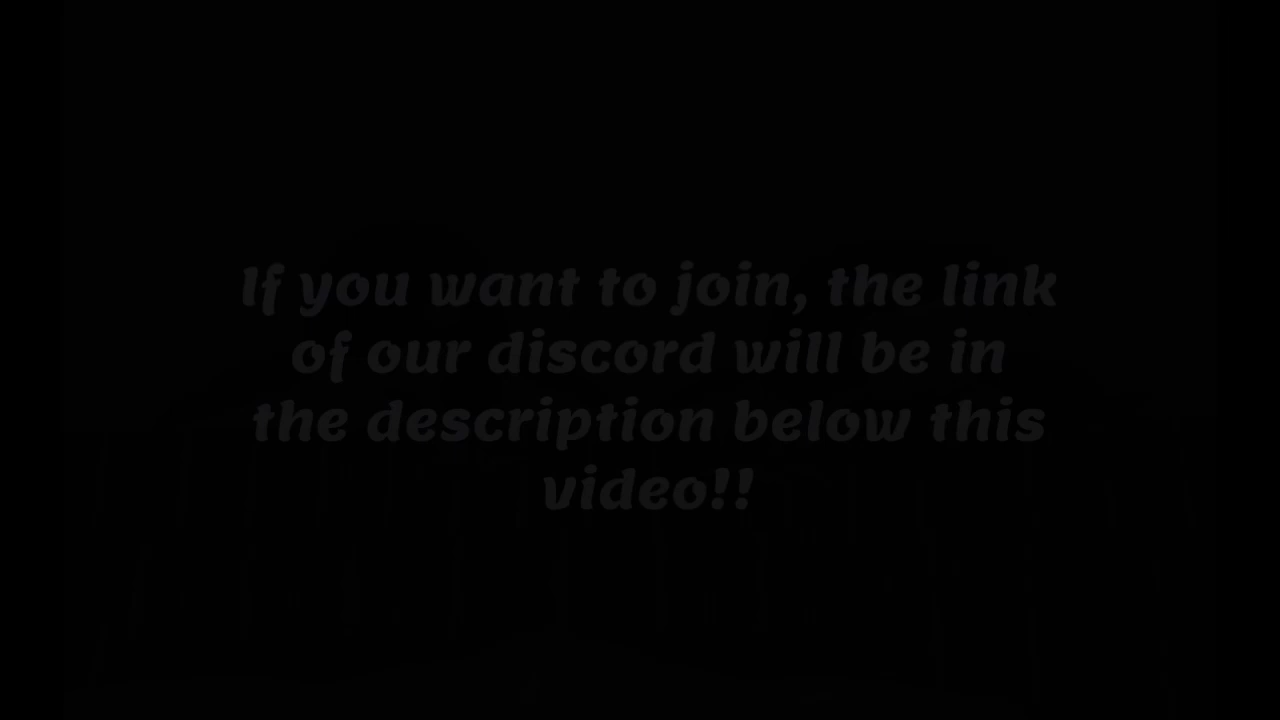 If you want to join, the link
of our discord will be in
the description below this
video!!